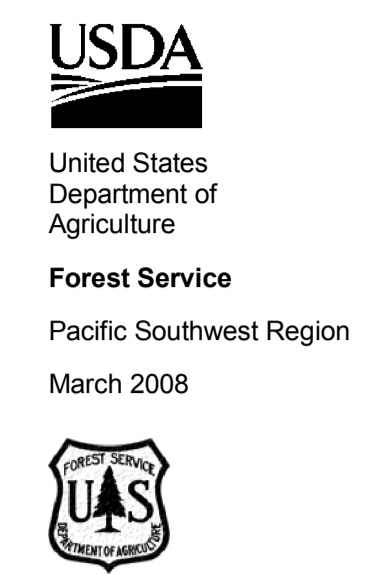 USDA
United States
Department of
Agriculture
Forest Service
Pacific Southwest Region
March 2008
FOREST SERVICE
U S
DEPARTMENT OF AGRICULTURE